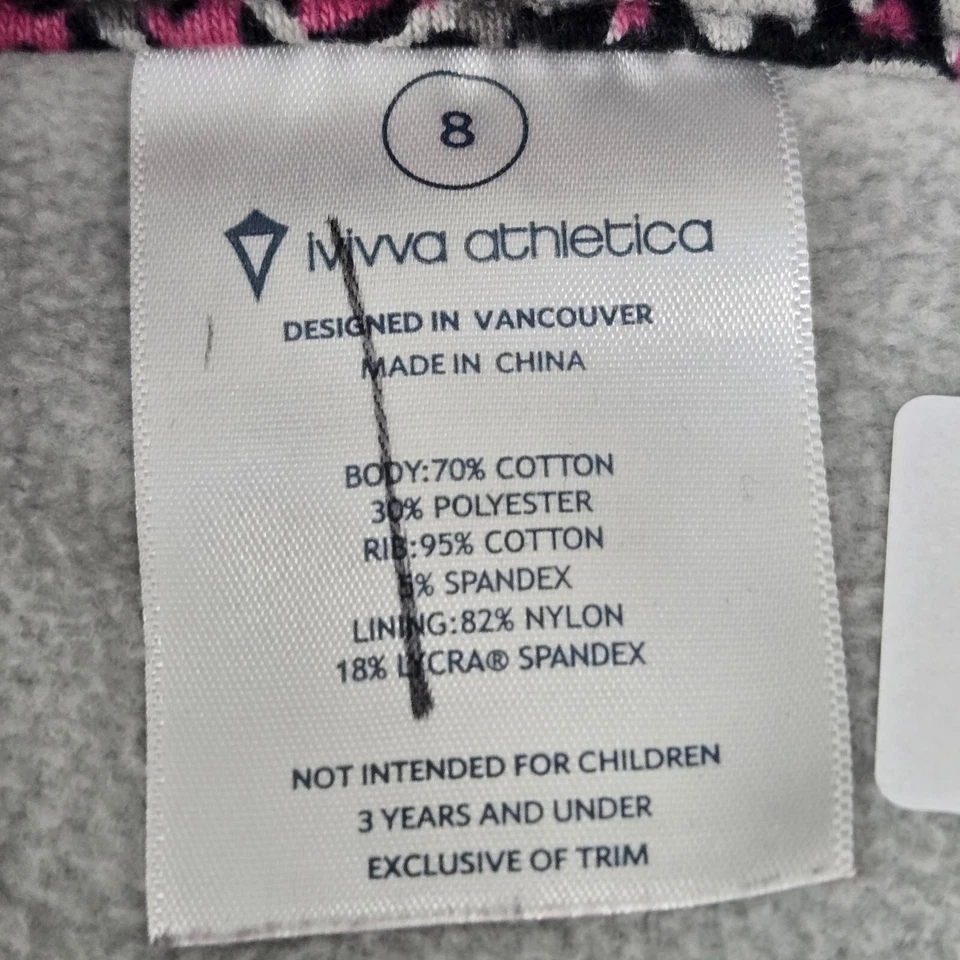 8
ivivva athletica
DESIGNED IN VANCOUVER
MADE IN CHINA
BODY:70% COTTON
30% POLYESTER
RIB:95% COTTON
5% SPANDEX
LINING:82% NYLON
18% LYCRA® SPANDEX
NOT INTENDED FOR CHILDREN
3 YEARS AND UNDER
EXCLUSIVE OF TRIM